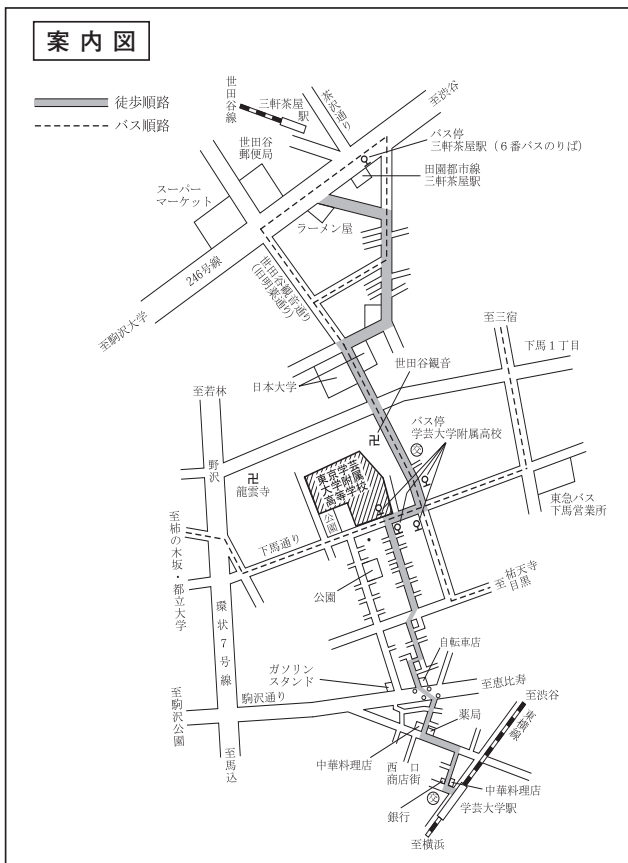 案内図
徒歩順路
バス順路
世田谷線
三軒茶屋駅
茶沢通り
至渋谷
バス停
三軒茶屋駅（６番バスのりば）
田園都市線
三軒茶屋駅
世田谷
郵便局
スーパー
マーケット
ラーメン屋
246号線
至駒沢大学
世田谷観音通り
（旧明薬通り）
至三宿
下馬１丁目
日本大学
世田谷観音
至若林
バス停
学芸大学附属高校
交
卍
野沢
卍
龍雲寺
東京学芸
大学附属
高等学校
公園
東急バス
下馬営業所
至柿の木坂・都立大学
下馬通り
公園
至祐天寺
目黒
環状７号線
自転車店
ガソリン
スタンド
駒沢通り
至恵比寿
至渋谷
至駒沢公園
薬局
東横線
至馬込
中華料理店
西口
商店街
中華料理店
学芸大学駅
銀行
交
至横浜